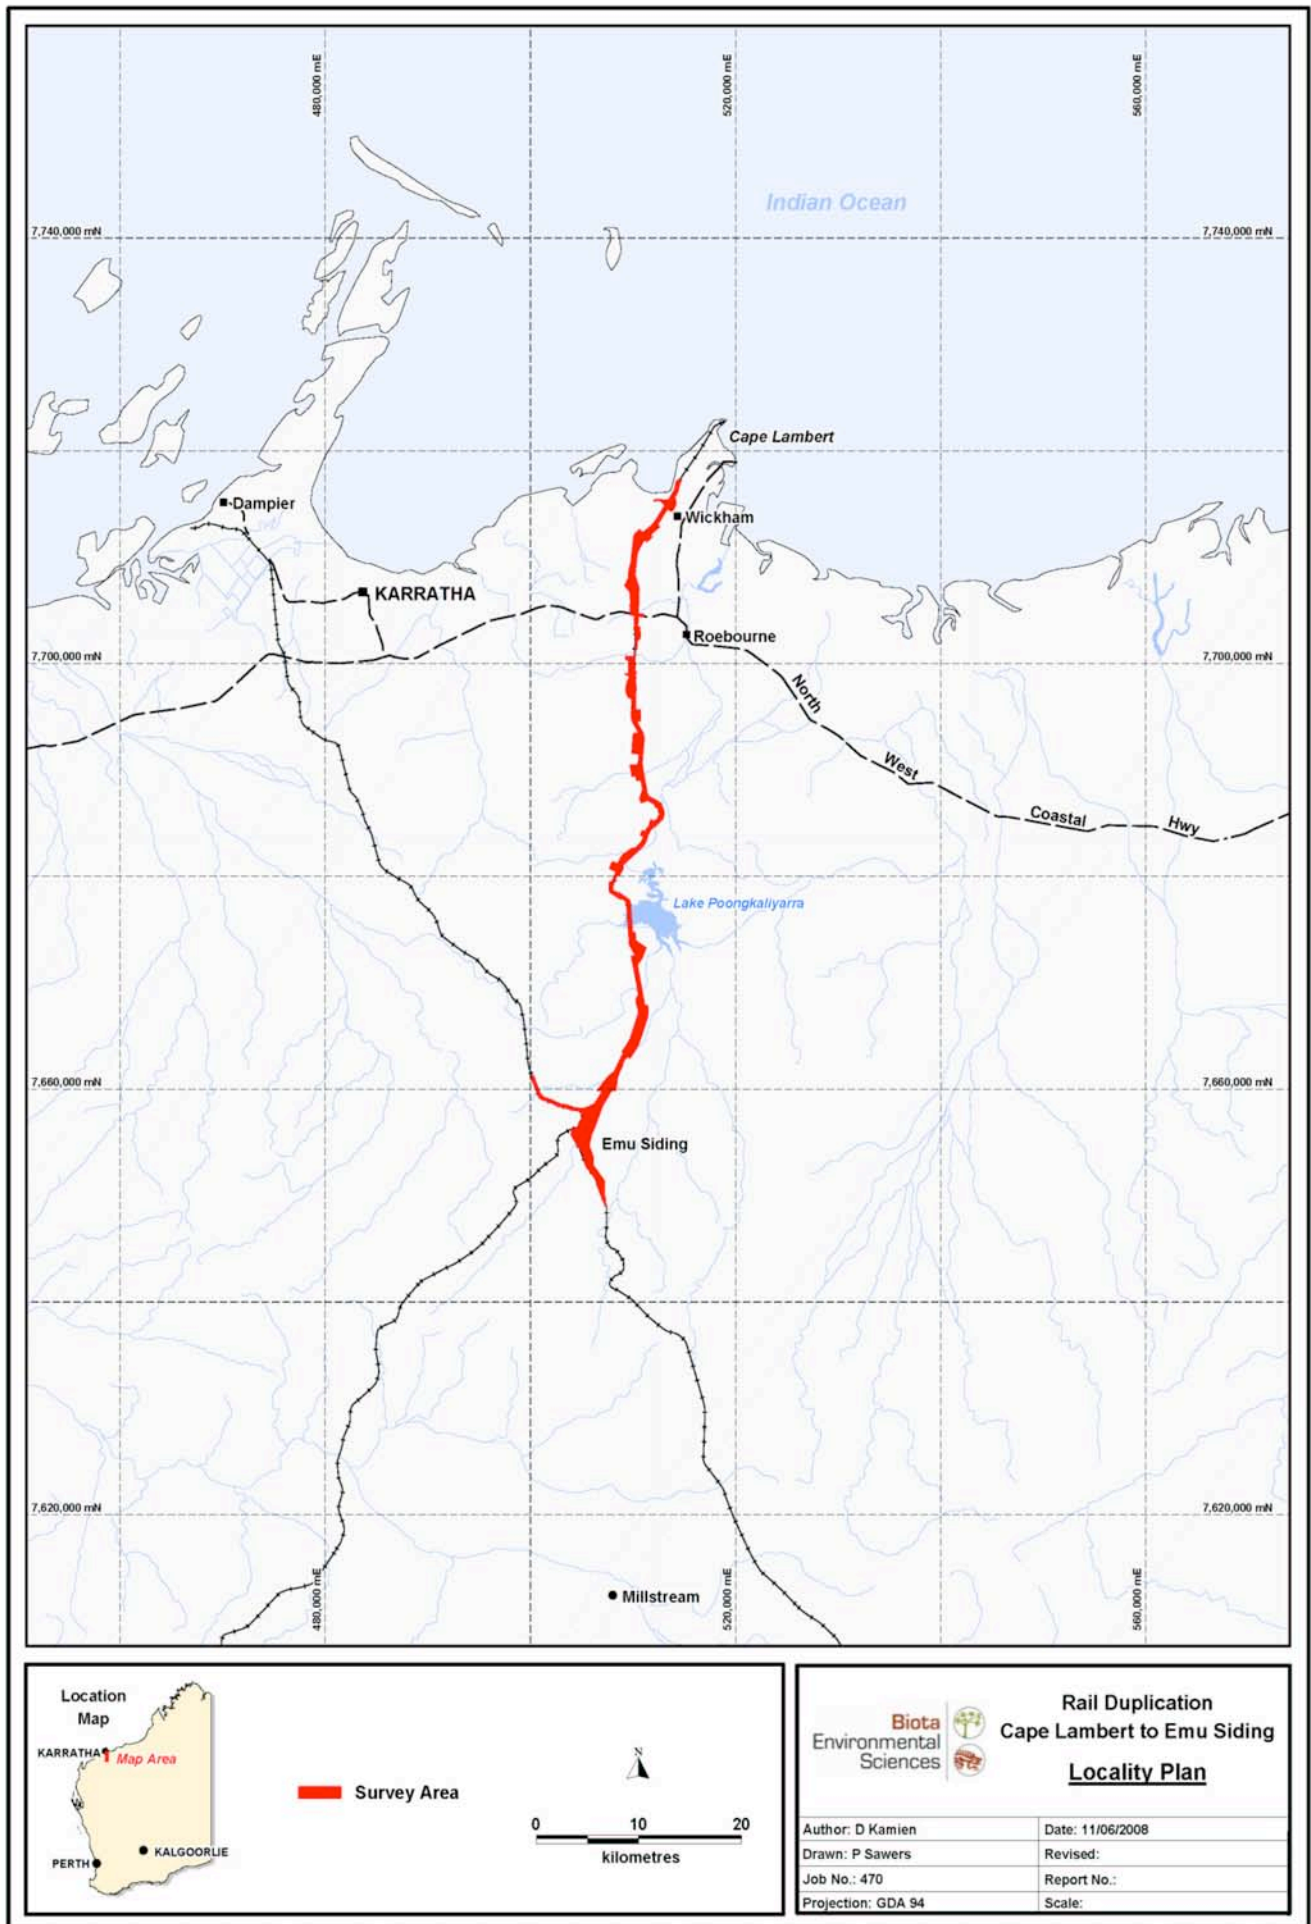 480,000 mE
520,000 mE
560,000 mE
Indian Ocean
7,740,000 mN
7,740,000 mN
Cape Lambert
Dampier
Wickham
KARRATHA
Roebourne
7,700,000 mN
7,700,000 mN
North
West
Coastal
Hwy
Lake Poongkaliyarra
7,660,000 mN
7,660,000 mN
Emu Siding
7,620,000 mN
7,620,000 mN
480,000 mE
520,000 mE
560,000 mE
Millstream
Location
Map
KARRATHA
Map Area
KALGOORLIE
PERTH
Survey Area
N
0 10 20
kilometres
Biota
Environmental
Sciences
Rail Duplication
Cape Lambert to Emu Siding
Locality Plan
Author: D Kamien
Date: 11/06/2008
Drawn: P Sawers
Revised:
Job No.: 470
Report No.:
Projection: GDA 94
Scale: